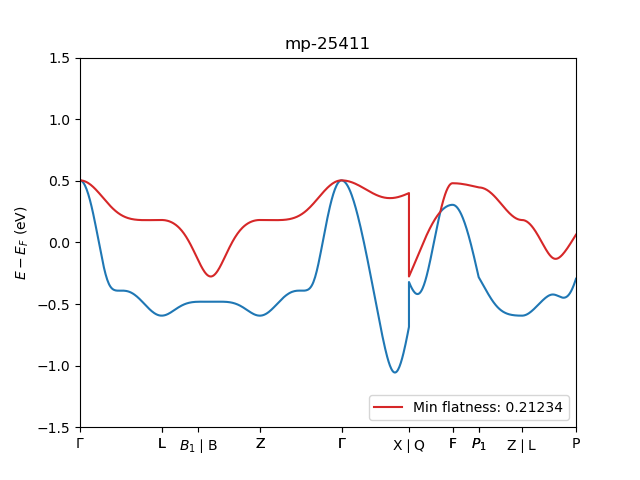 mp-25411
1.5
1.0
0.5
0.0
−0.5
−1.0
−1.5
E − E_F (eV)
Min flatness: 0.21234
Γ L B₁ | B Z Γ X | Q F P₁ Z | L P